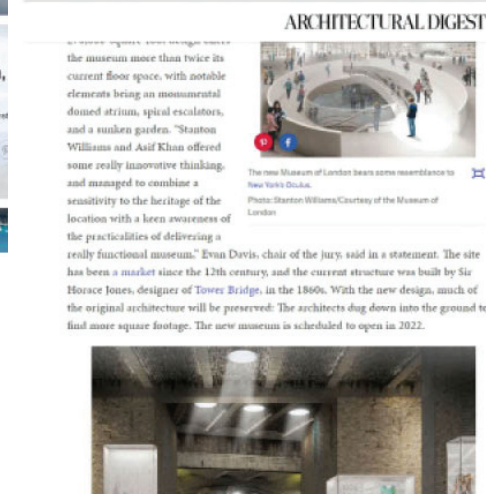 ARCHITECTURAL DIGEST
the museum more than twice its
current floor space, with notable
elements being an monumental
domed atrium, spiral escalators,
and a sunken garden. "Stanton
Williams and Asif Khan offered
some really innovative thinking,
and managed to combine a
sensitivity to the heritage of the
location with a keen awareness of
the practicalities of delivering a
The new Museum of London bears some resemblance to
New York's Oculus.
Photo: Stanton Williams/Courtesy of the Museum of
London
really functional museum," Evan Davis, chair of the jury, said in a statement. The site
has been a market since the 12th century, and the current structure was built by Sir
Horace Jones, designer of Tower Bridge, in the 1860s. With the new design, much of
the original architecture will be preserved: The architects dug down into the ground to
find more square footage. The new museum is scheduled to open in 2022.